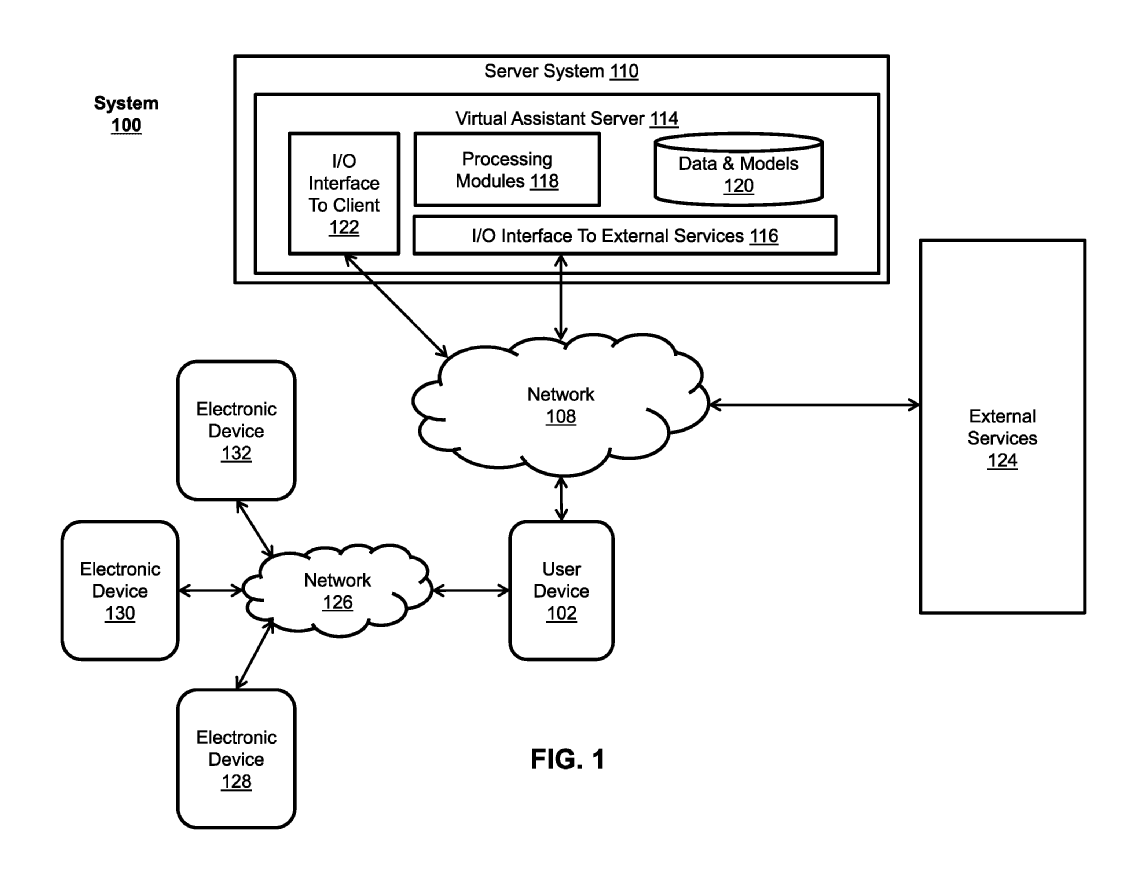 System
100
Server System 110
Virtual Assistant Server 114
I/O
Interface
To Client
122
Processing
Modules 118
Data & Models
120
I/O Interface To External Services 116
Network
108
External
Services
124
Electronic
Device
132
Electronic
Device
130
Network
126
User
Device
102
Electronic
Device
128
FIG. 1